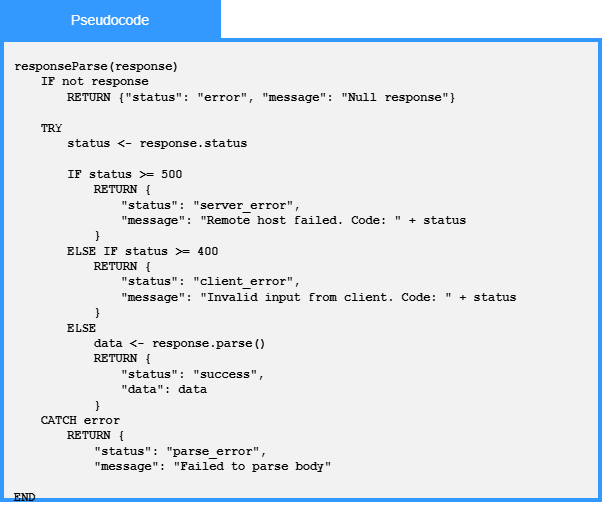 Pseudocode
responseParse(response)
IF not response
RETURN {"status": "error", "message": "Null response"}
TRY
status <- response.status
IF status >= 500
RETURN {
"status": "server_error",
"message": "Remote host failed. Code: " + status
}
ELSE IF status >= 400
RETURN {
"status": "client_error",
"message": "Invalid input from client. Code: " + status
}
ELSE
data <- response.parse()
RETURN {
"status": "success",
"data": data
}
CATCH error
RETURN {
"status": "parse_error",
"message": "Failed to parse body"
END